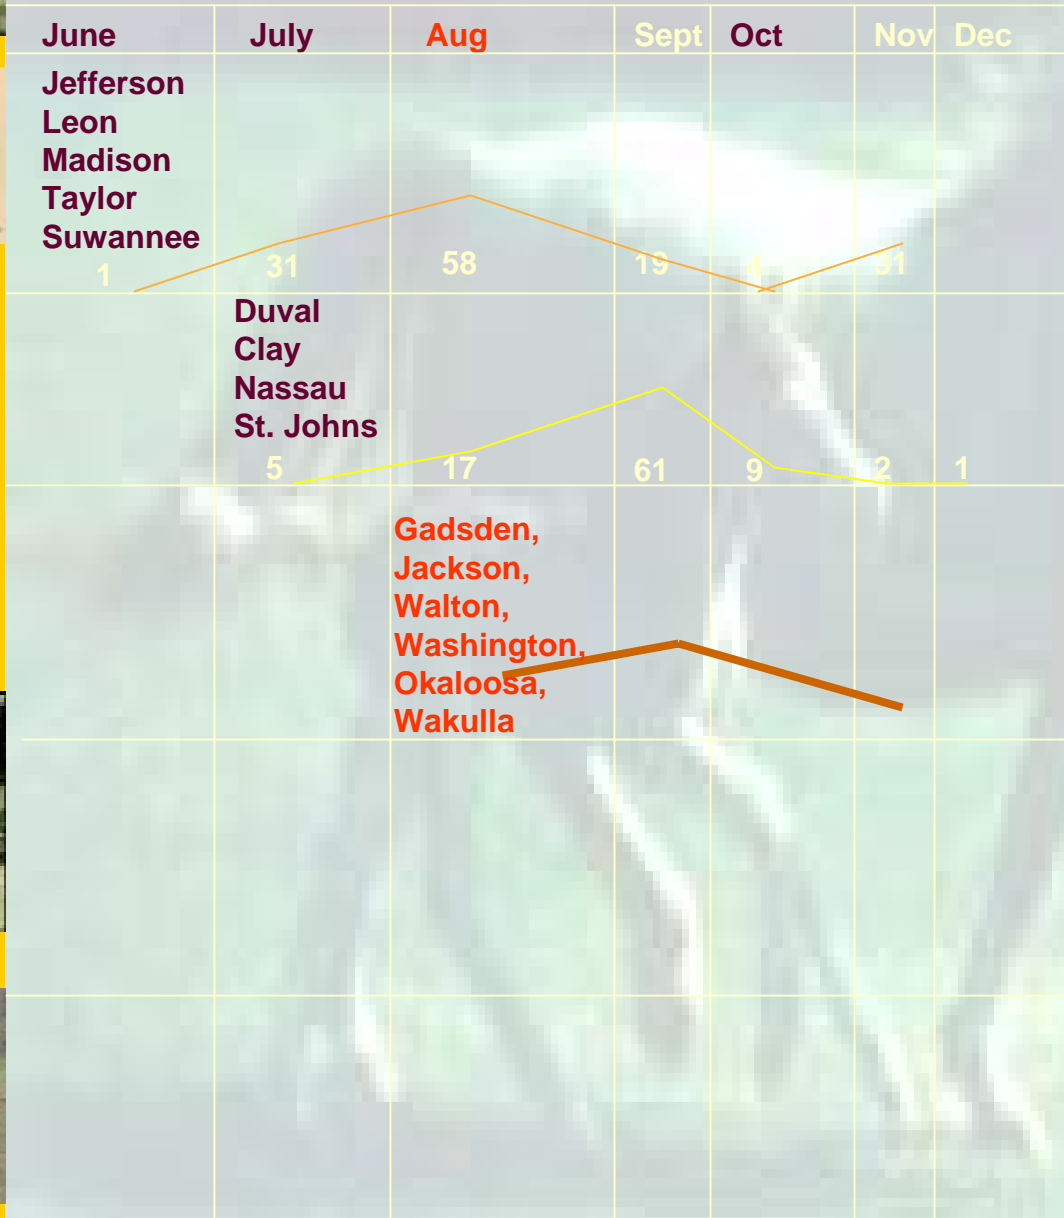 June July Aug Sept Oct Nov Dec
Jefferson
Leon
Madison
Taylor
Suwannee
1 31 58 19 4 31
Duval
Clay
Nassau
St. Johns
5 17 61 9 2 1
Gadsden,
Jackson,
Walton,
Washington,
Okaloosa,
Wakulla